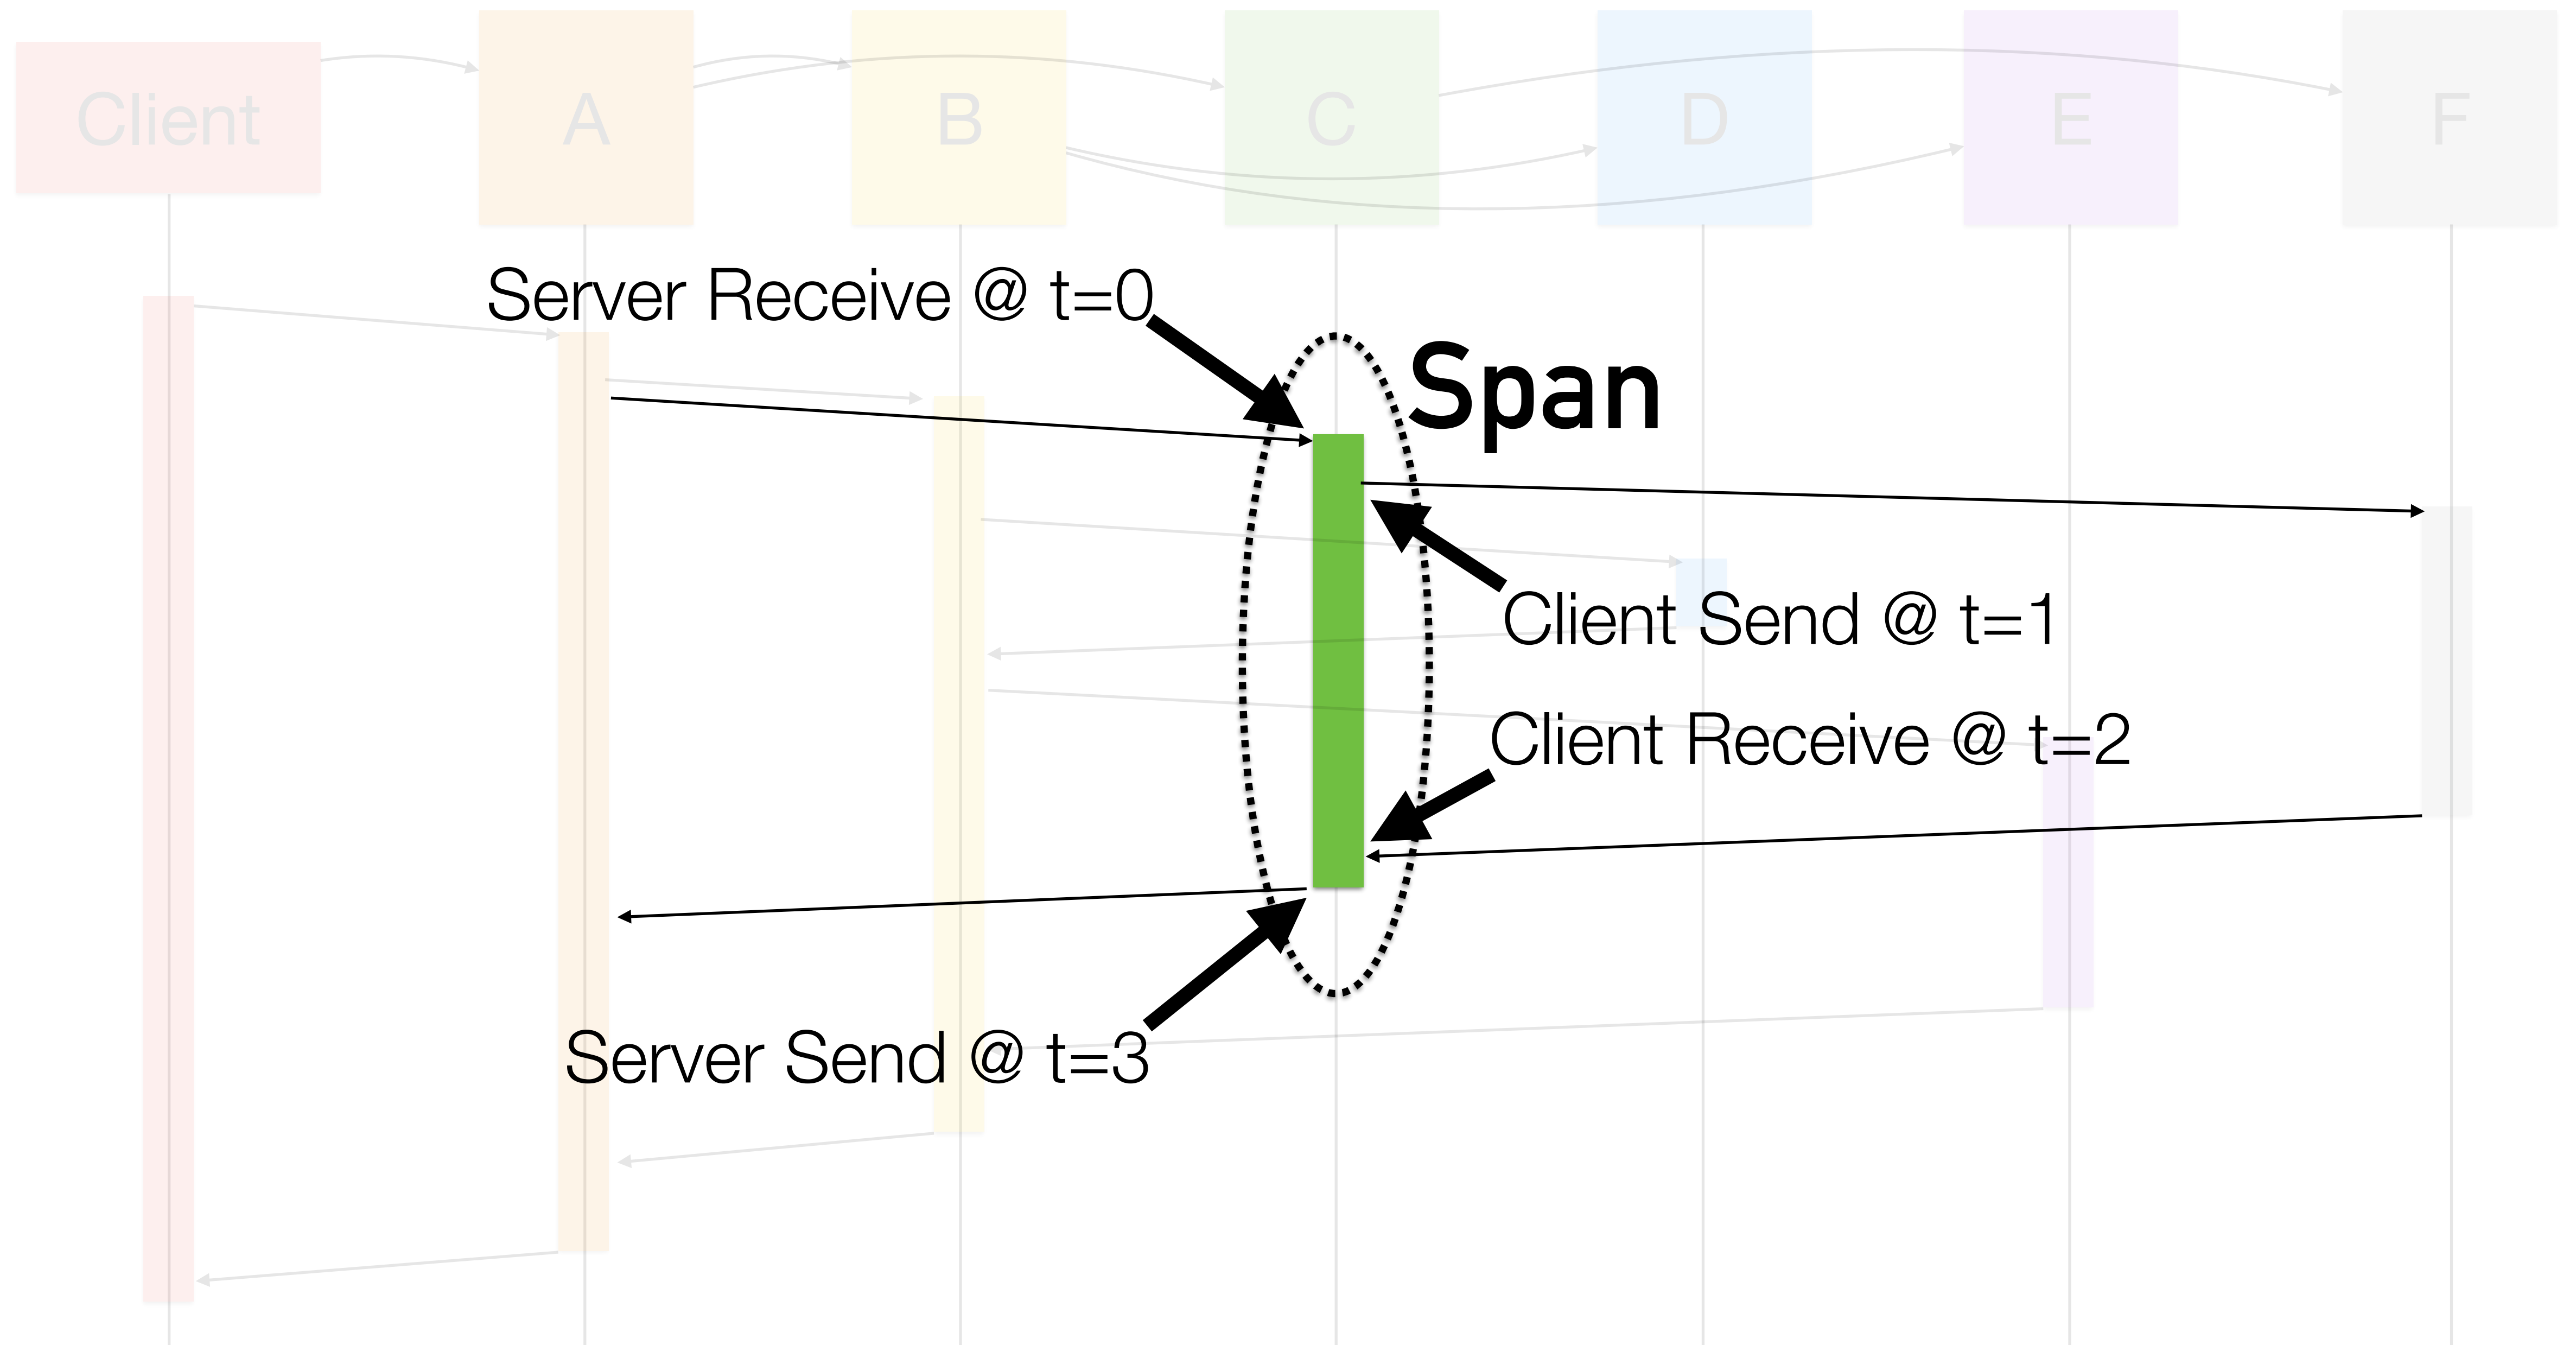 Client
A
B
C
D
E
F
Server Receive @ t=0
Span
Client Send @ t=1
Client Receive @ t=2
Server Send @ t=3